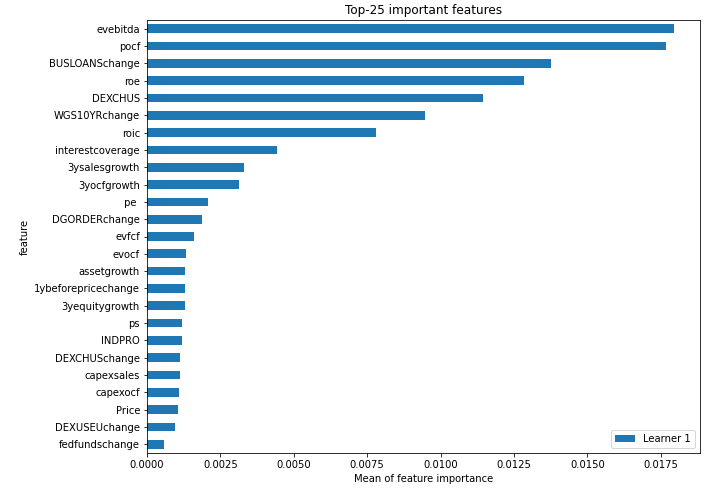 Top-25 important features
evebitda
pocf
BUSLOANSchange
roe
DEXCHUS
WGS10YRchange
roic
interestcoverage
3ysalesgrowth
3yocfgrowth
pe
DGORDERchange
evfcf
evocf
assetgrowth
1ybeforepricechange
3yequitygrowth
ps
INDPRO
DEXCHUSchange
capexsales
capexocf
Price
DEXUSEUchange
fedfundschange
feature
Learner 1
0.0000 0.0025 0.0050 0.0075 0.0100 0.0125 0.0150 0.0175
Mean of feature importance